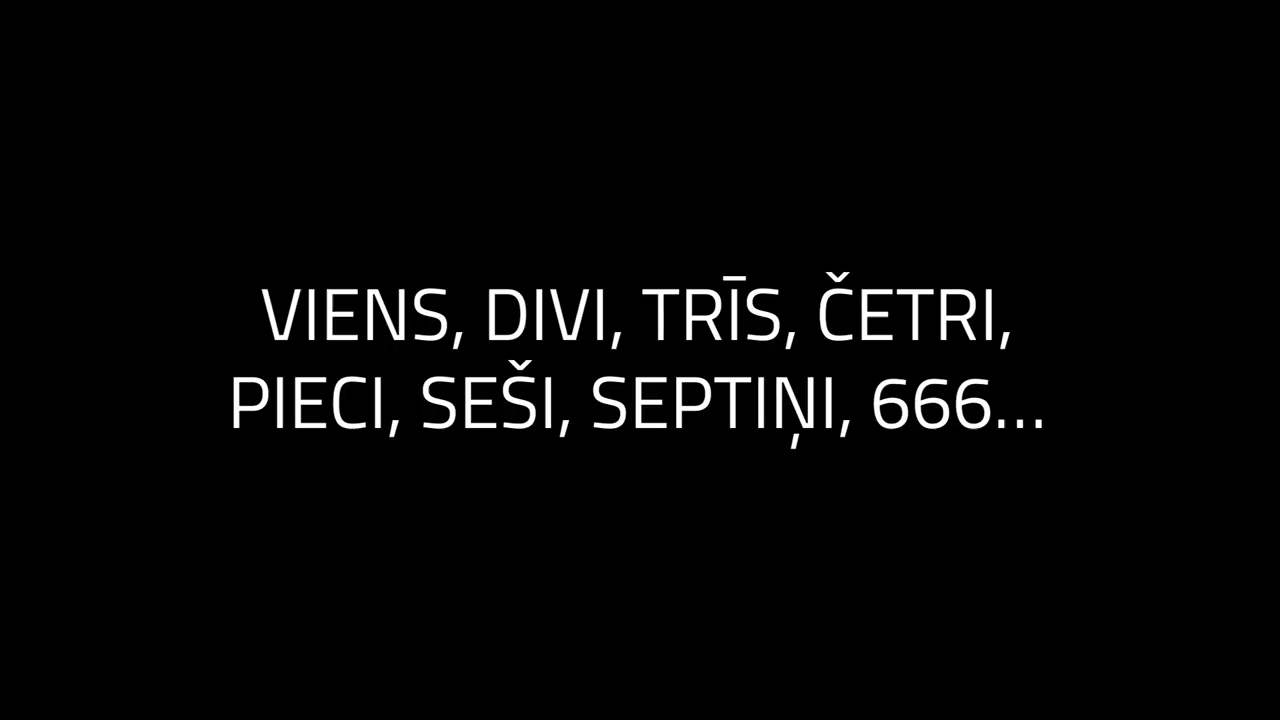 VIENS, DIVI, TRĪS, ČETRI,
PIECI, SEŠI, SEPTIŅI, 666...